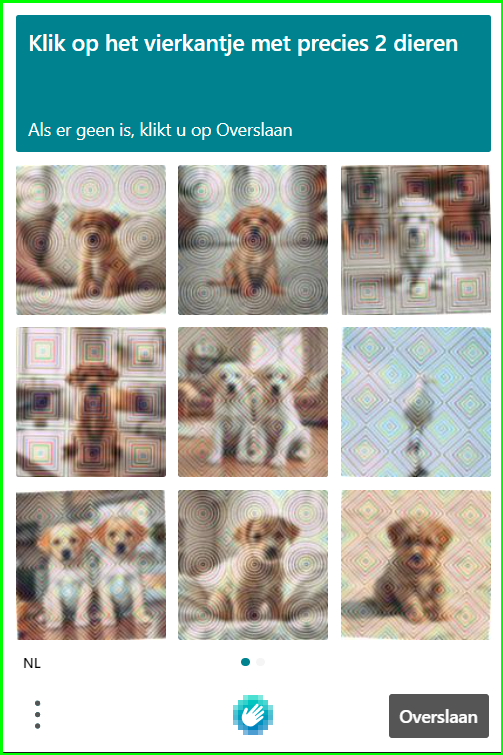 Klik op het vierkantje met precies 2 dieren
Als er geen is, klikt u op Overslaan
NL
Overslaan